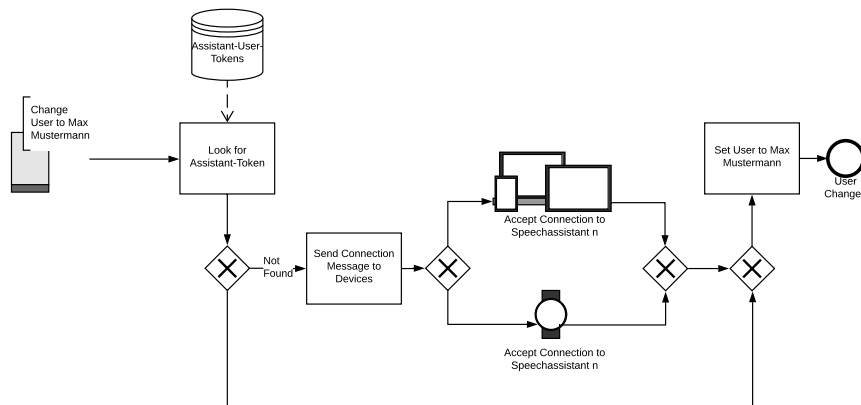 Assistant-User-
Tokens
Change
User to Max
Mustermann
Look for
Assistant-Token
Not
Found
Send Connection
Message to
Devices
Accept Connection to
Speechassistant n
Accept Connection to
Speechassistant n
Set User to Max
Mustermann
User
Change